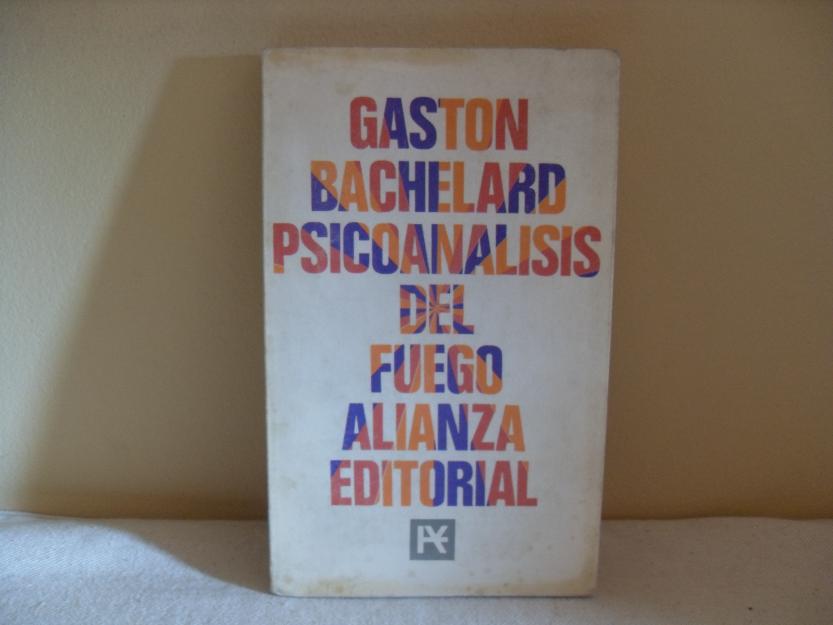 GASTON
BACHELARD
PSICOANALISIS
DEL
FUEGO
ALIANZA
EDITORIAL